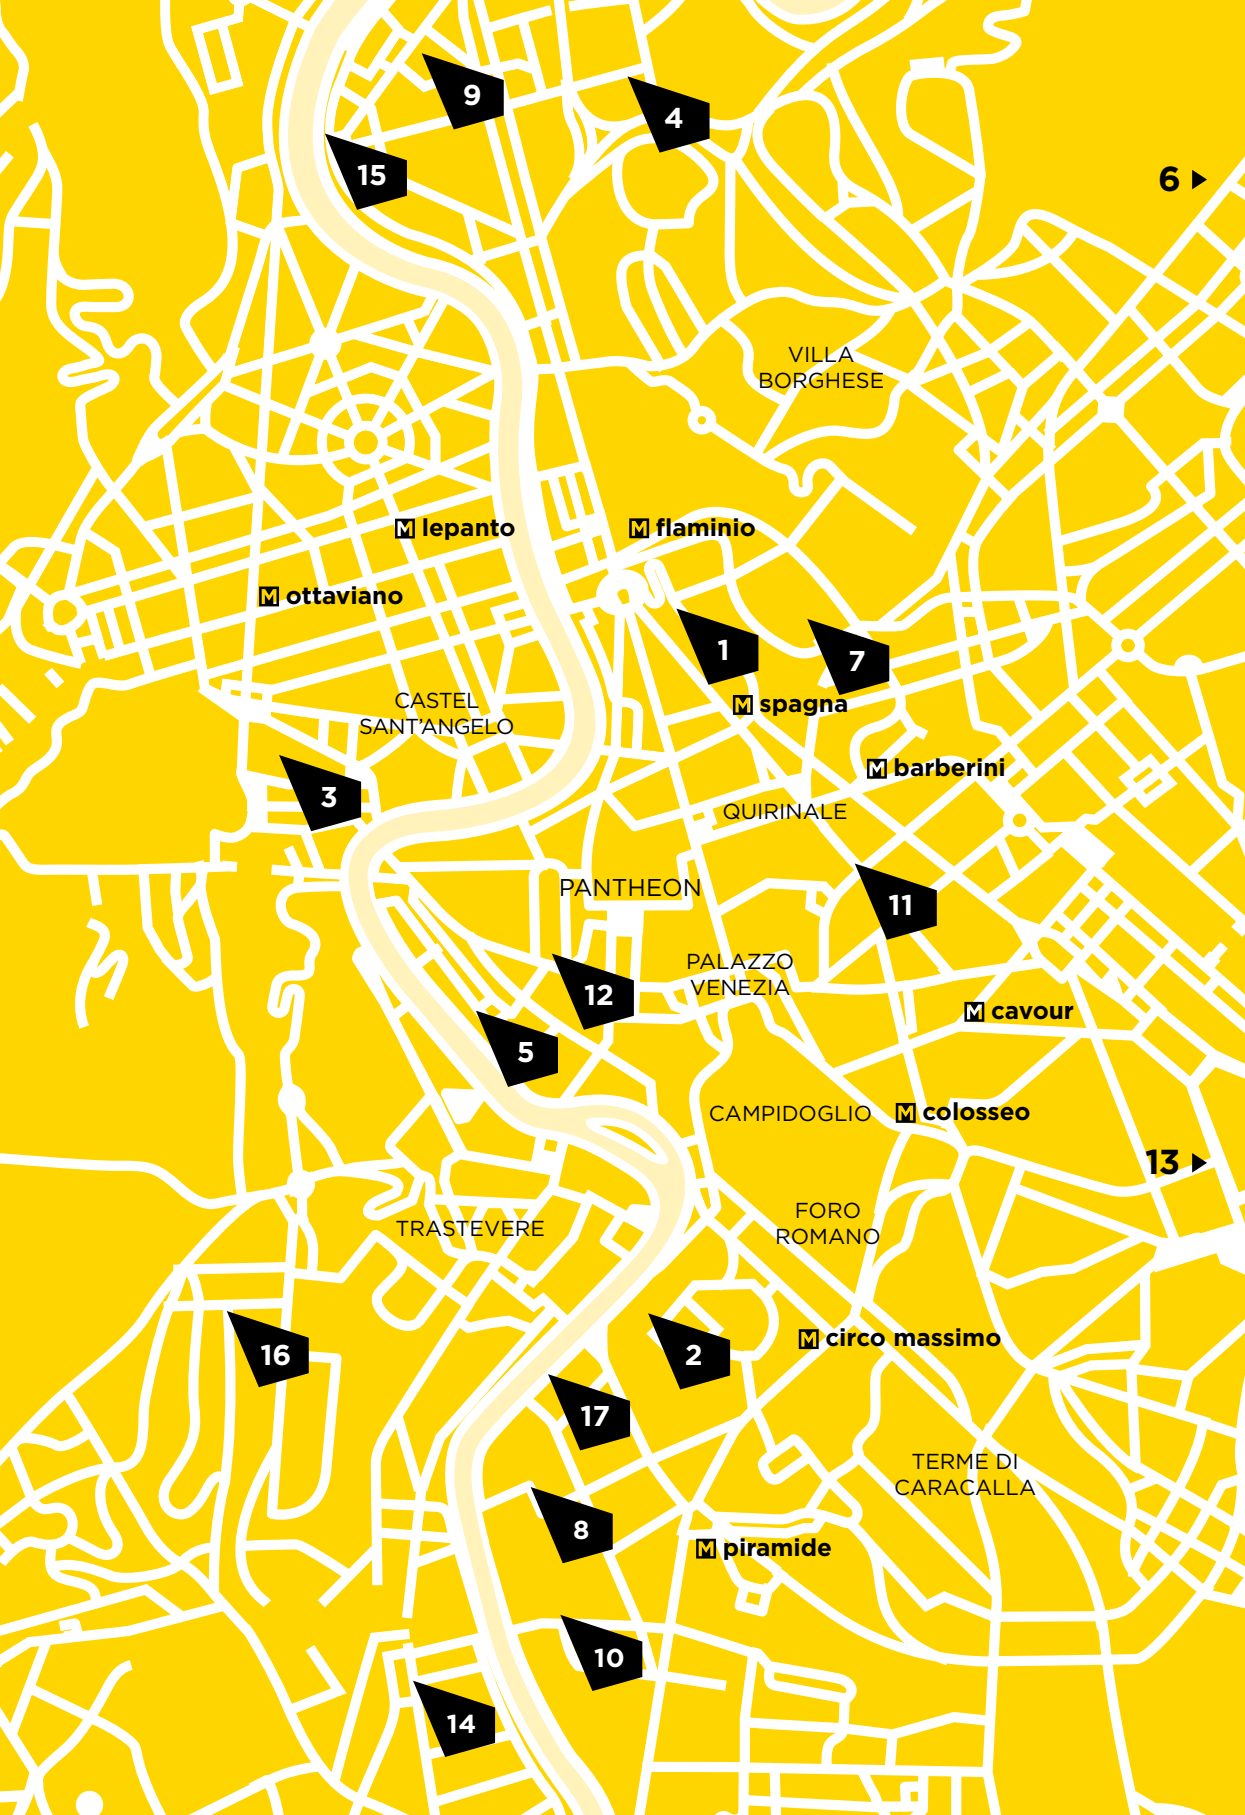 9
4
15
6
VILLA
BORGHESE
M lepanto
M flaminio
M ottaviano
1
7
CASTEL
SANT'ANGELO
M spagna
M barberini
3
QUIRINALE
PANTHEON
11
PALAZZO
VENEZIA
12
M cavour
5
CAMPIDOGLIO
M colosseo
13
FORO
ROMANO
TRASTEVERE
M circo massimo
16
2
17
TERME DI
CARACALLA
8
M piramide
10
14